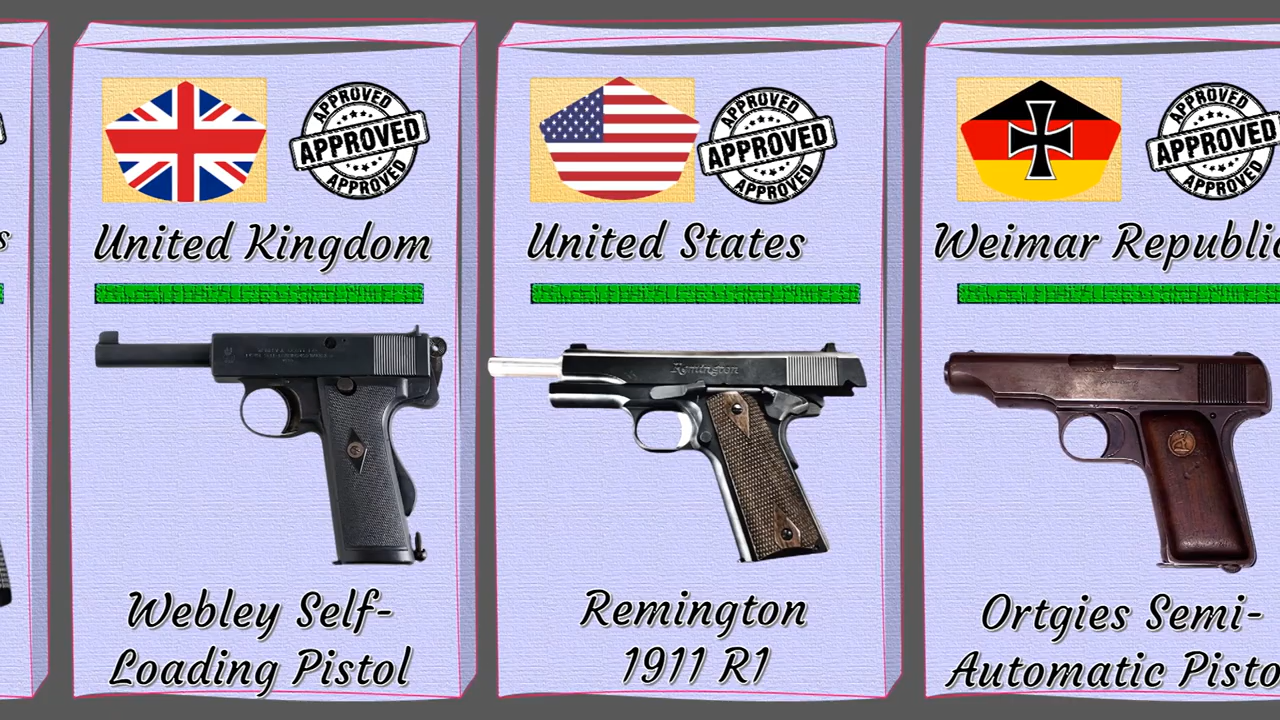 APPROVED
APPROVED
APPROVED
United Kingdom
Webley Self-
Loading Pistol
APPROVED
APPROVED
APPROVED
United States
Remington
Remington
1911 R1
APPROVED
APPROVED
APPROVED
Weimar Republic
Ortgies Semi-
Automatic Pisto